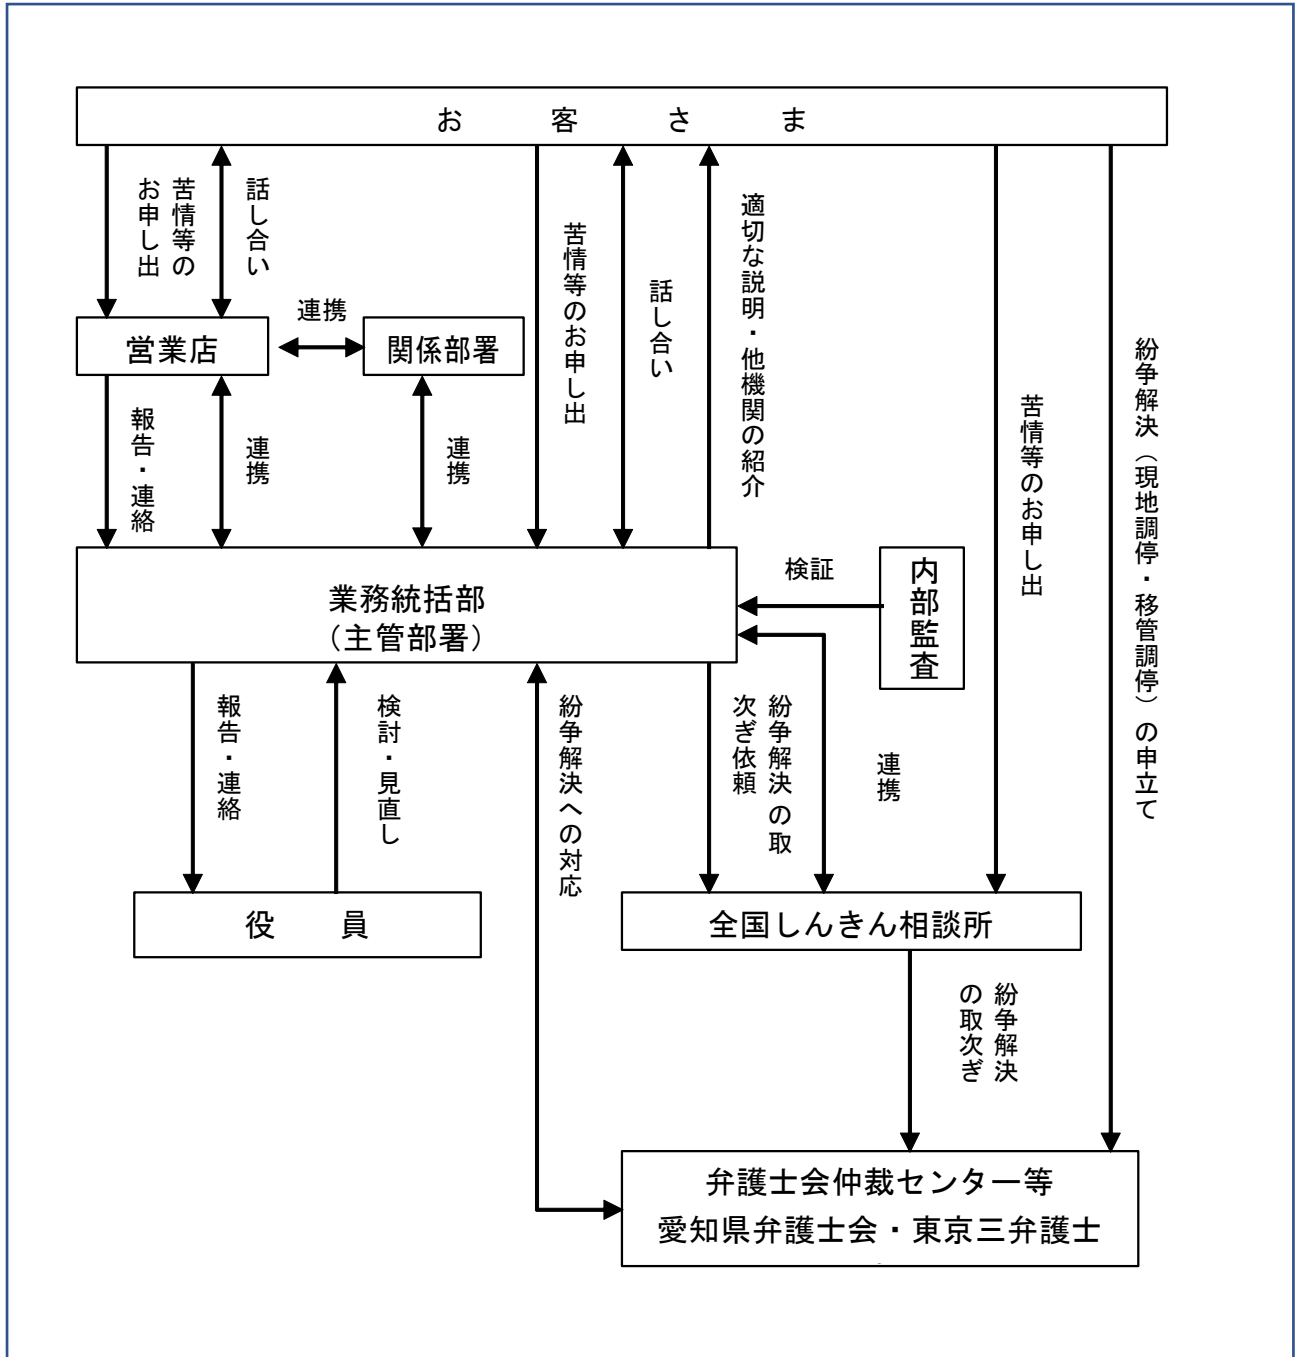 お客さま
苦情等の
お申し出
話し合い
苦情等のお申し出
話し合い
適切な説明・他機関の紹介
苦情等のお申し出
紛争解決（現地調停・移管調停）の申立て
営業店
連携
関係部署
報告・連絡
連携
連携
業務統括部
（主管部署）
検証
内部監査
報告・連絡
検討・見直し
紛争解決への対応
紛争解決の取
次ぎ依頼
連携
役員
全国しんきん相談所
紛争解決
の取次ぎ
弁護士会仲裁センター等
愛知県弁護士会・東京三弁護士